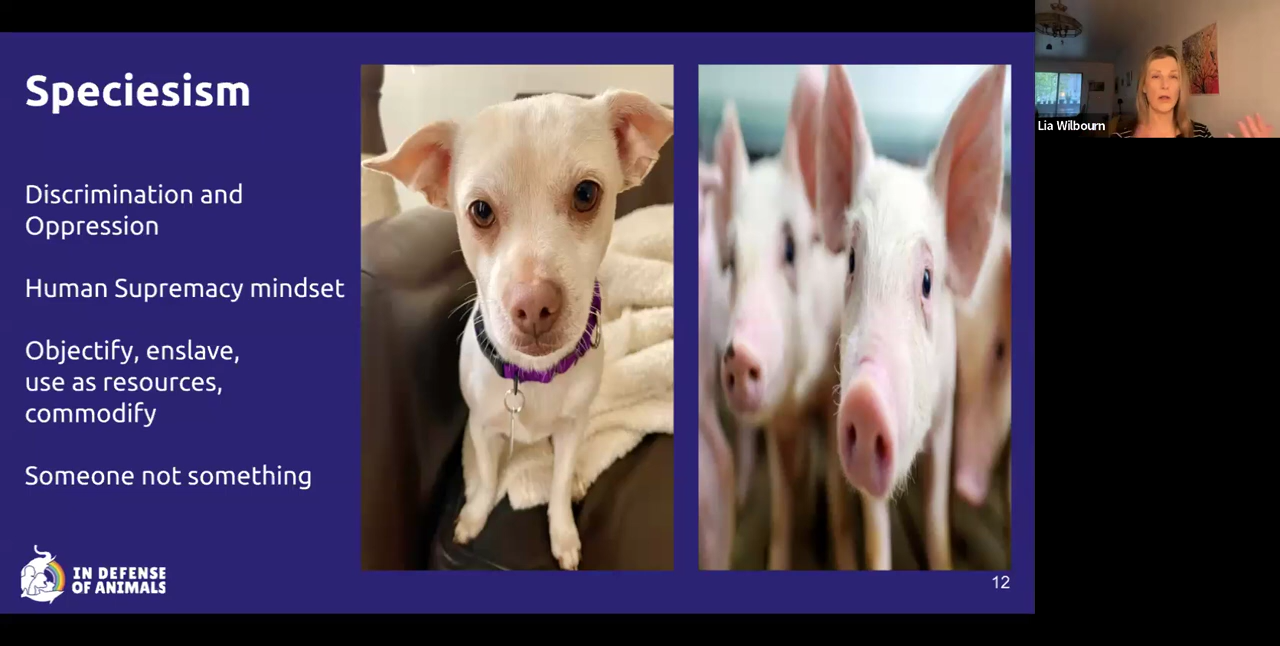 Speciesism
Discrimination and
Oppression
Human Supremacy mindset
Objectify, enslave,
use as resources,
commodify
Someone not something
IN DEFENSE
OF ANIMALS
12
Lia Wilbourn